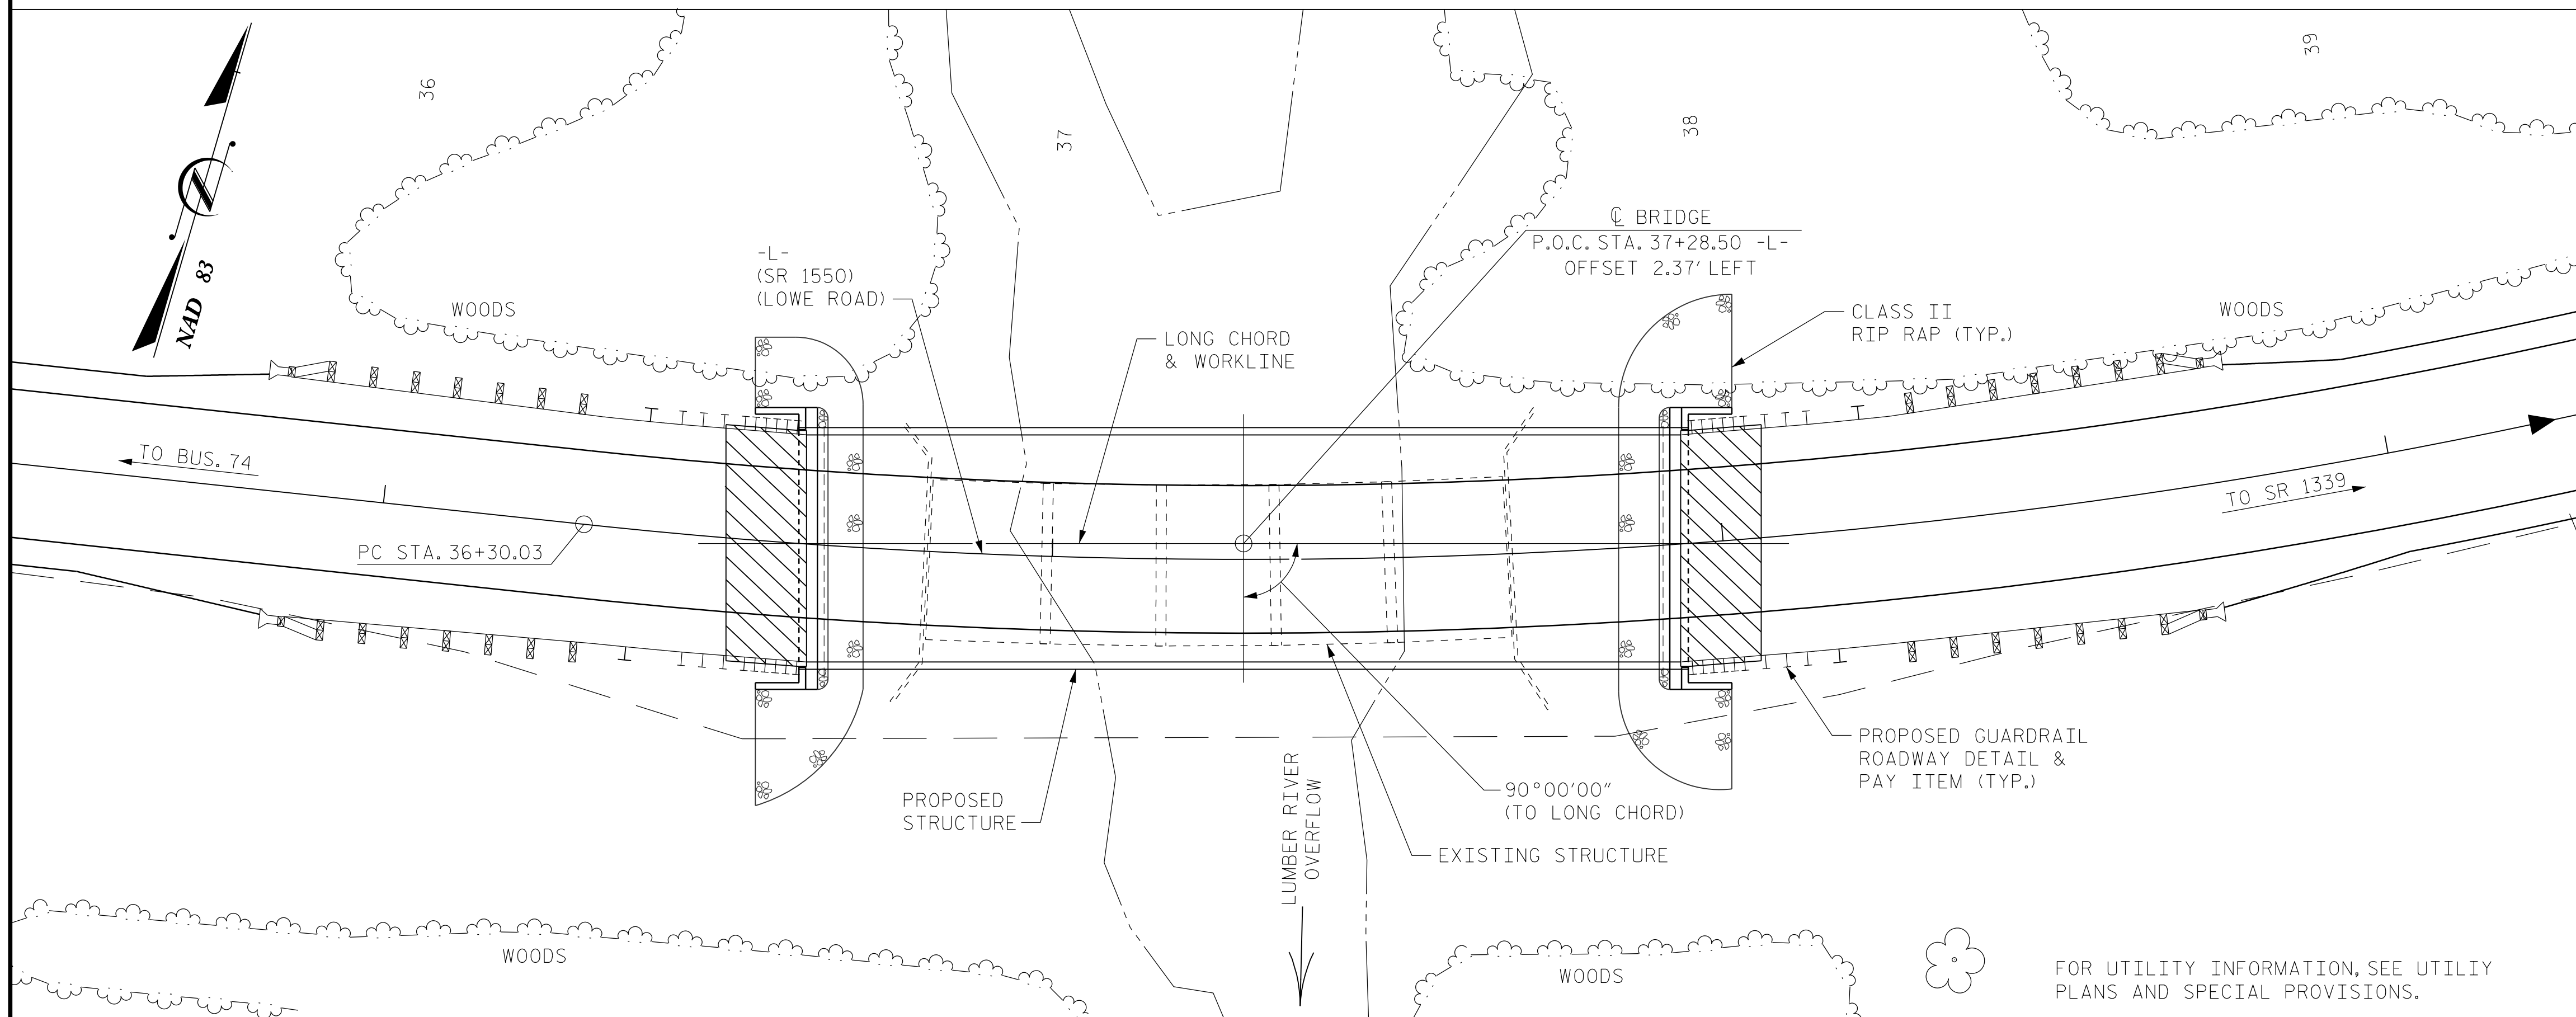 36
37
38
39
NAD 83
WOODS
-L-
(SR 1550)
(LOWE ROAD)
LONG CHORD
& WORKLINE
℄ BRIDGE
P.O.C. STA. 37+28.50 -L-
OFFSET 2.37' LEFT
CLASS II
RIP RAP (TYP.)
WOODS
TO BUS. 74
PC STA. 36+30.03
TO SR 1339
PROPOSED
STRUCTURE
LUMBER RIVER
OVERFLOW
90°00'00"
(TO LONG CHORD)
EXISTING STRUCTURE
PROPOSED GUARDRAIL
ROADWAY DETAIL &
PAY ITEM (TYP.)
WOODS
WOODS
FOR UTILITY INFORMATION, SEE UTILIY
PLANS AND SPECIAL PROVISIONS.